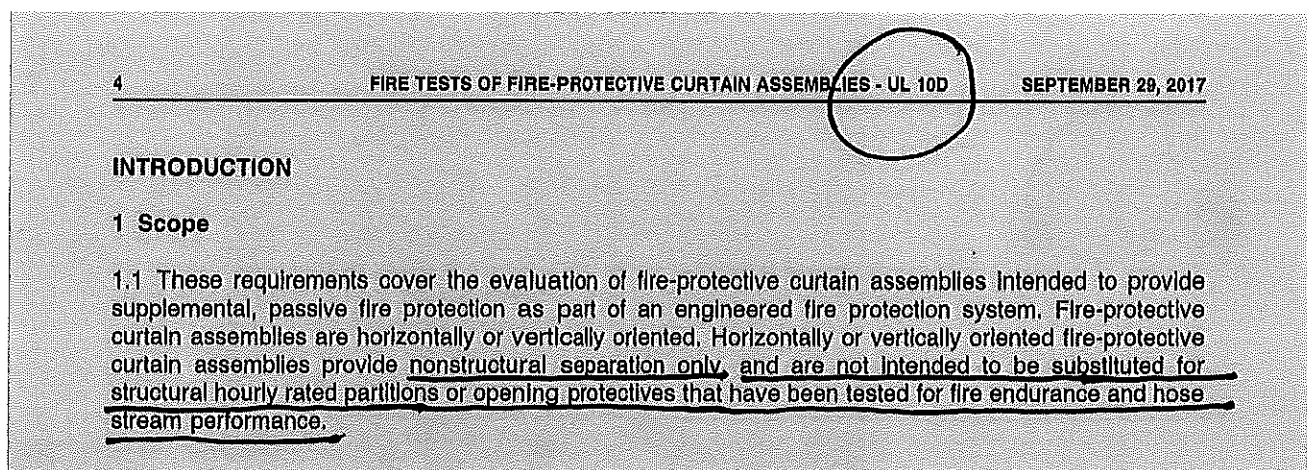 4 FIRE TESTS OF FIRE-PROTECTIVE CURTAIN ASSEMBLIES - UL 10D SEPTEMBER 29, 2017
INTRODUCTION
1 Scope
1.1 These requirements cover the evaluation of fire-protective curtain assemblies intended to provide
supplemental, passive fire protection as part of an engineered fire protection system. Fire-protective
curtain assemblies are horizontally or vertically oriented. Horizontally or vertically oriented fire-protective
curtain assemblies provide nonstructural separation only, and are not intended to be substituted for
structural hourly rated partitions or opening protectives that have been tested for fire endurance and hose
stream performance.